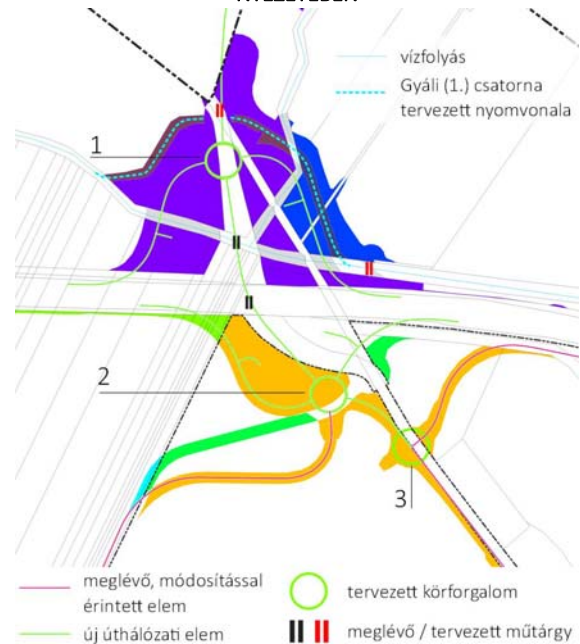 vízfolyás
Gyáli (1.) csatorna
tervezett nyomvonala
1
2
3
meglévő, módosítással
érintett elem
új úthálózati elem
tervezett körforgalom
meglévő / tervezett műtárgy